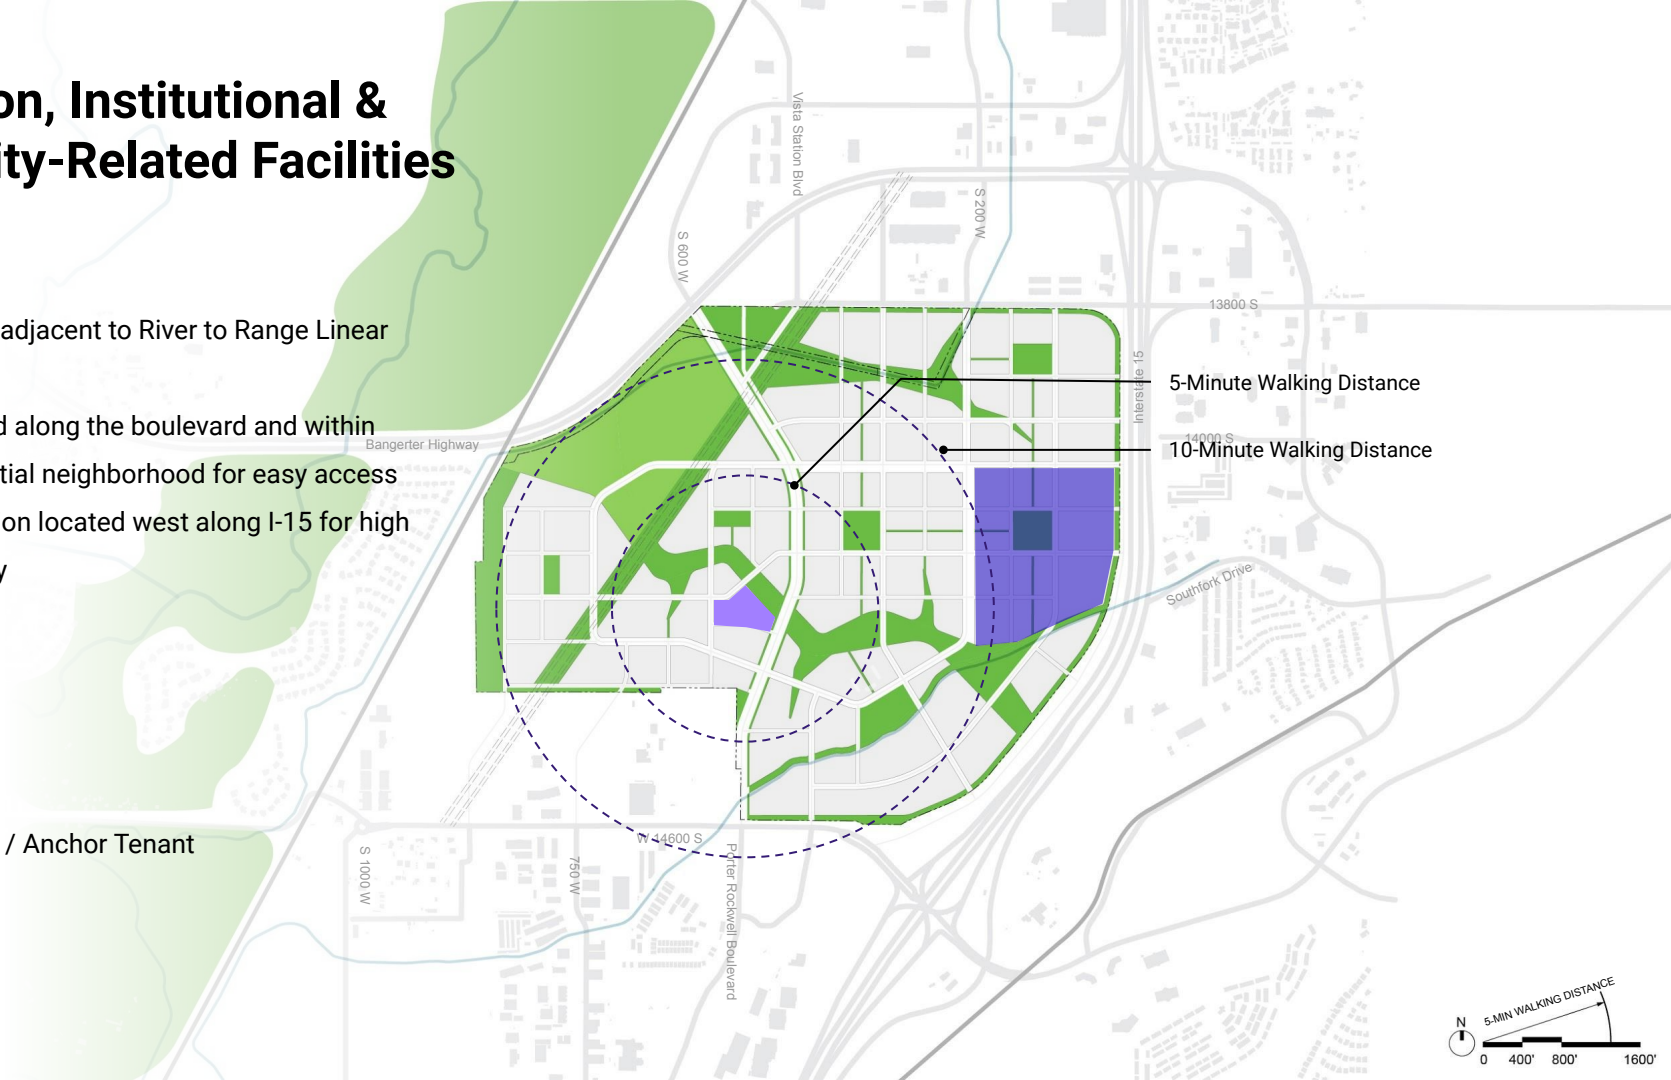 on, Institutional &
ity-Related Facilities
adjacent to River to Range Linear
d along the boulevard and within
tial neighborhood for easy access
on located west along I-15 for high
y
/ Anchor Tenant
Vista Station Blvd
S 600 W
S 200 W
13800 S
Interstate 15
5-Minute Walking Distance
14000 S
10-Minute Walking Distance
Bangerter Highway
Southfork Drive
W 14600 S
S 1000 W
750 W
Porter Rockwell Boulevard
5-MIN WALKING DISTANCE
N
0 400' 800' 1600'